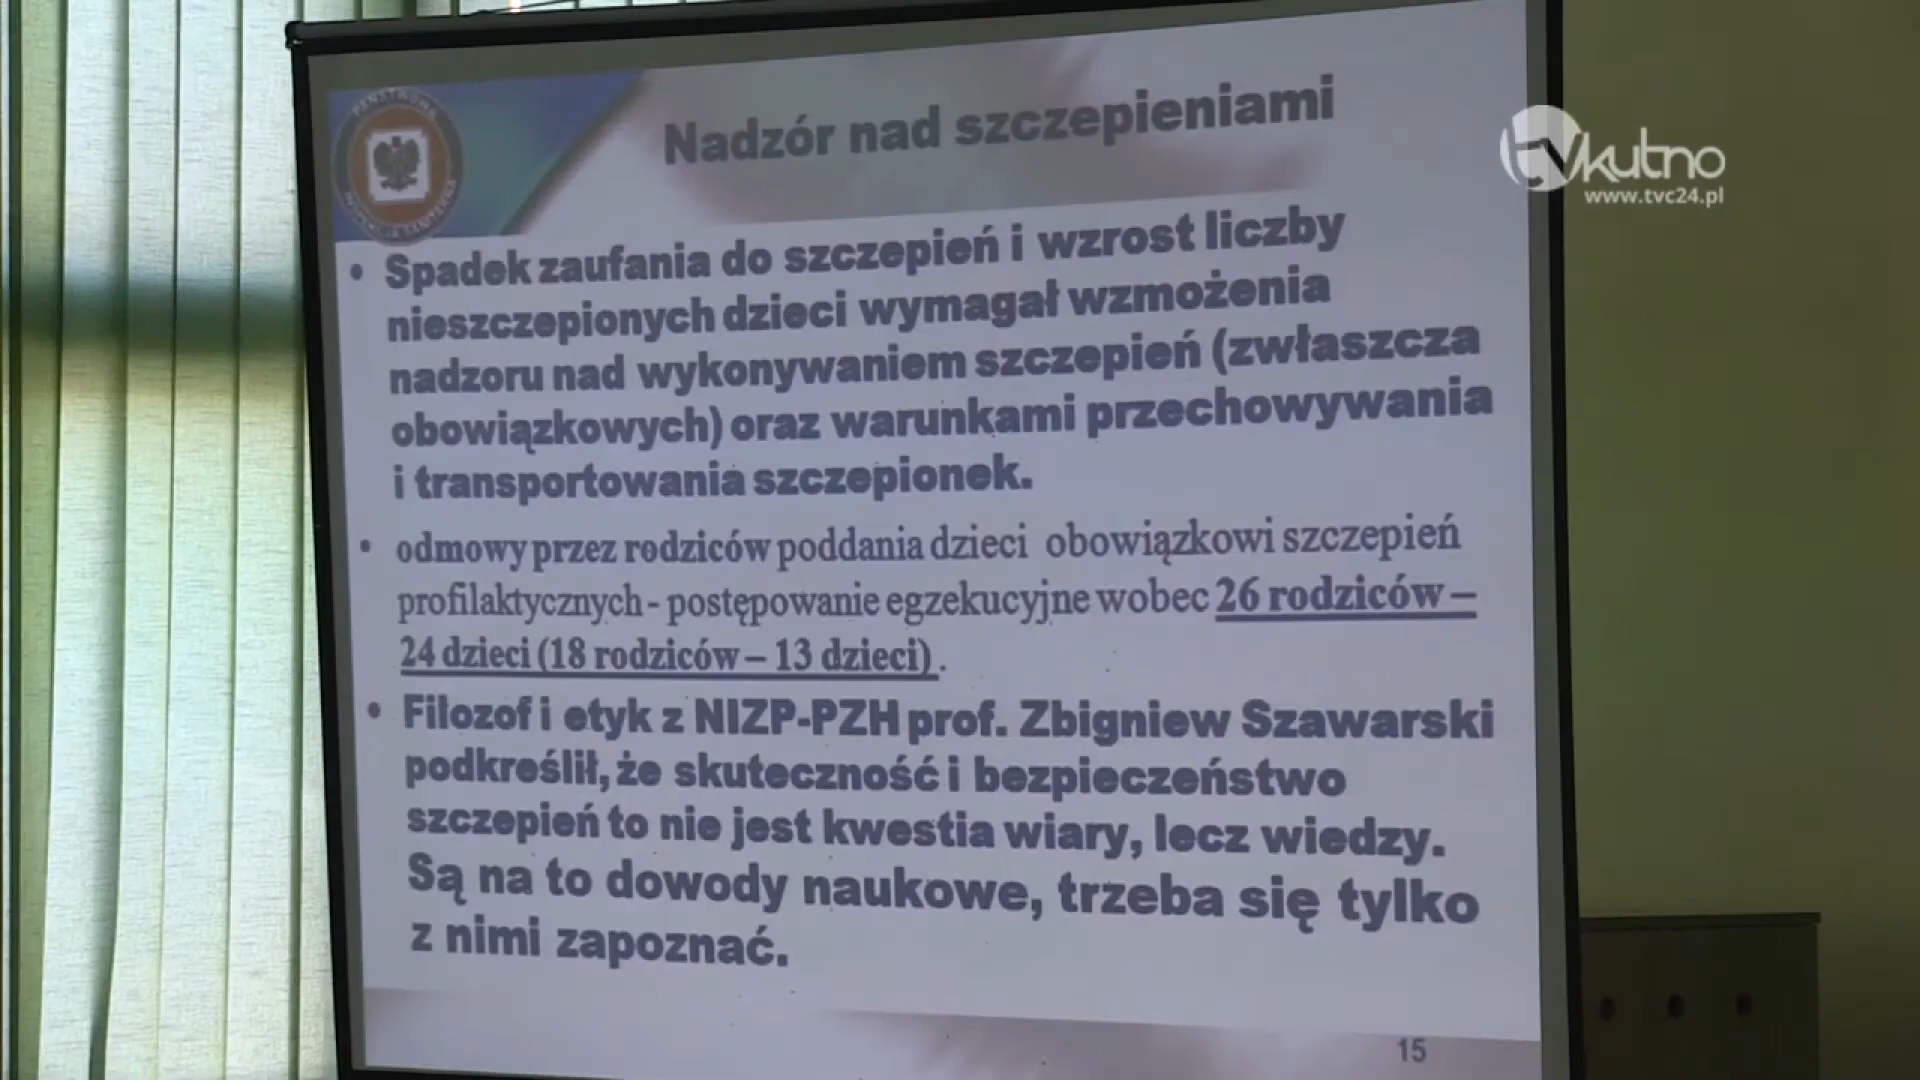 PAŃSTWOWA
Nadzór nad szczepieniami
tvkutno
www.tvc24.pl
• Spadek zaufania do szczepień i wzrost liczby
nieszczepionych dzieci wymagał wzmożenia
nadzoru nad wykonywaniem szczepień (zwłaszcza
obowiązkowych) oraz warunkami przechowywania
i transportowania szczepionek.
• odmowy przez rodziców poddania dzieci obowiązkowi szczepień
profilaktycznych - postępowanie egzekucyjne wobec 26 rodziców –
24 dzieci (18 rodziców – 13 dzieci) .
• Filozof i etyk z NIZP-PZH prof. Zbigniew Szawarski
podkreślił, że skuteczność i bezpieczeństwo
szczepień to nie jest kwestia wiary, lecz wiedzy.
Są na to dowody naukowe, trzeba się tylko
z nimi zapoznać.
15